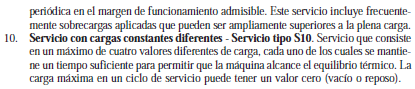 periódica en el margen de funcionamiento admisible. Este servicio incluye frecuente-
mente sobrecargas aplicadas que pueden ser ampliamente superiores a la plena carga.
10. Servicio con cargas constantes diferentes - Servicio tipo S10. Servicio que consiste
en un máximo de cuatro valores diferentes de carga, cada uno de los cuales se mantie-
ne un tiempo suficiente para permitir que la máquina alcance el equilibrio térmico. La
carga máxima en un ciclo de servicio puede tener un valor cero (vacío o reposo).